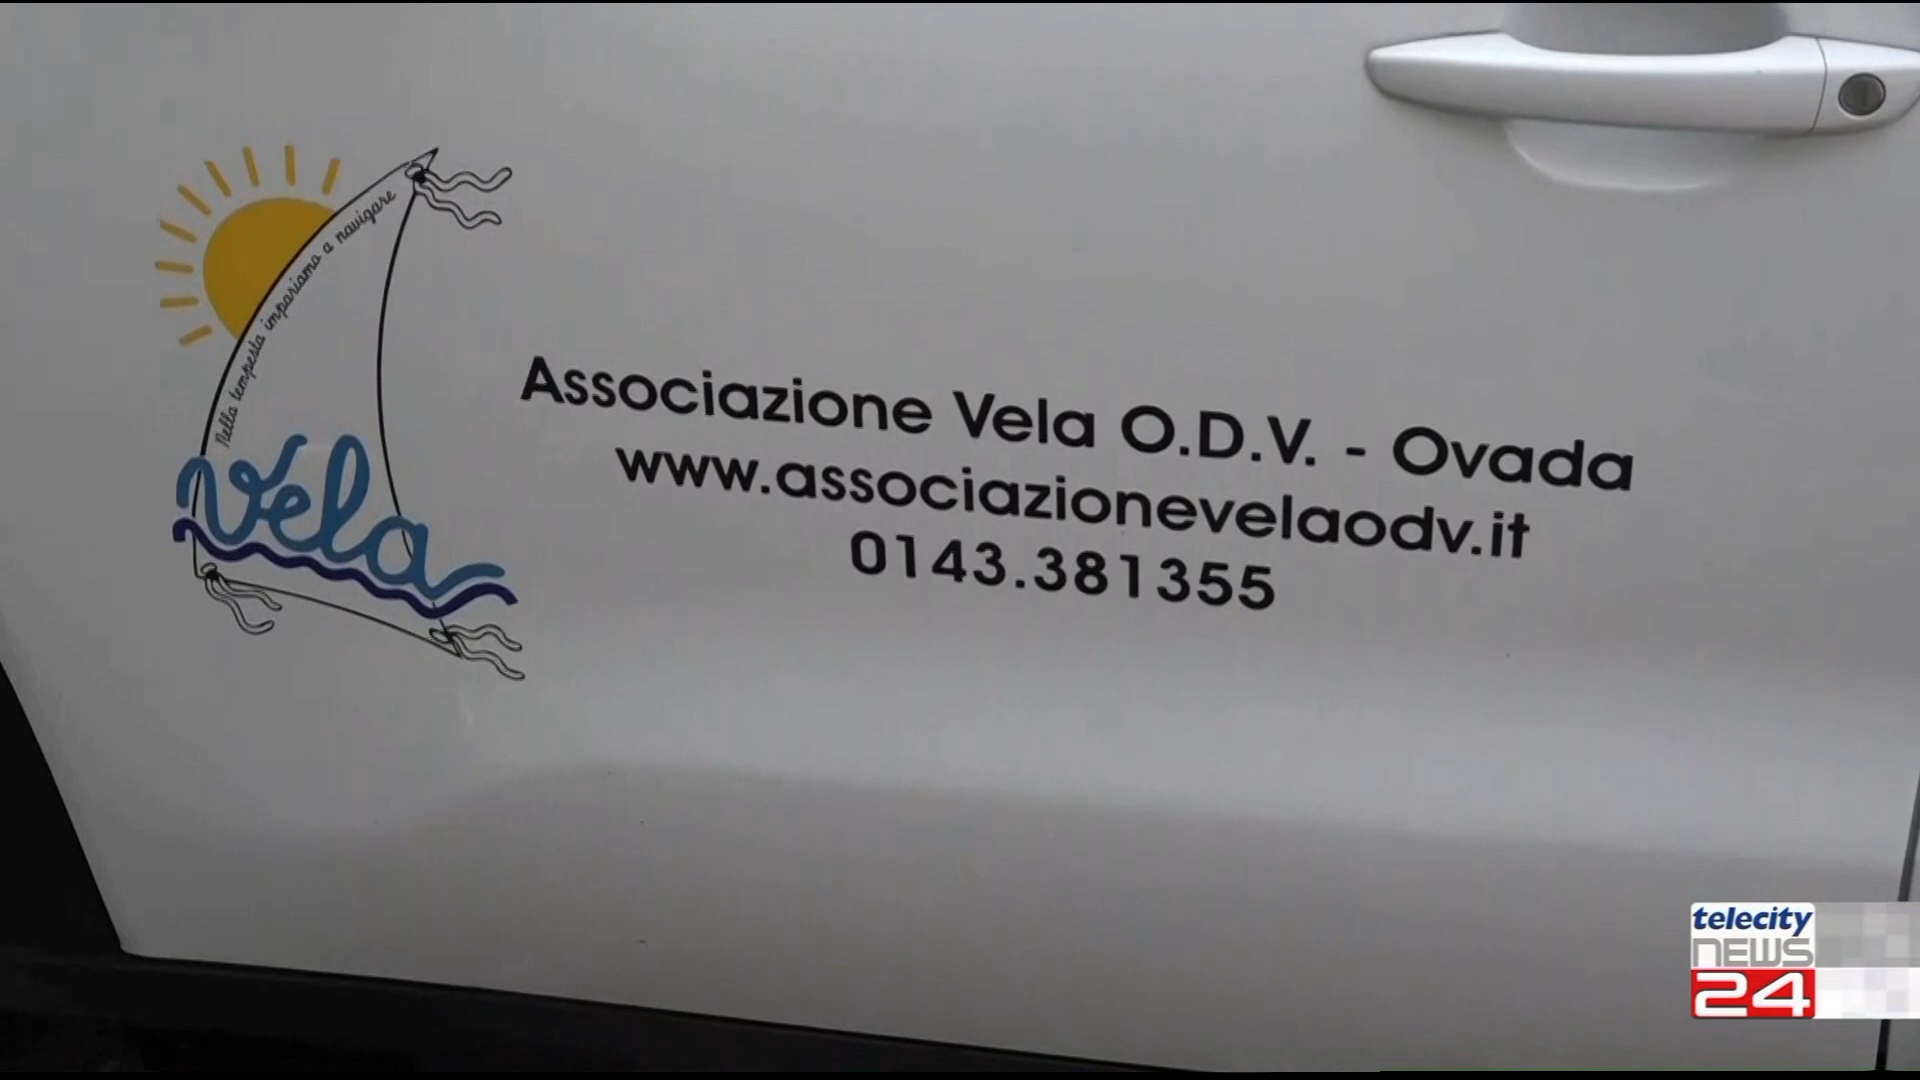 Nella tempesta impariamo a navigare
Vela
Associazione Vela O.D.V. - Ovada
www.associazionevelaodv.it
0143.381355
telecity
NEWS
24